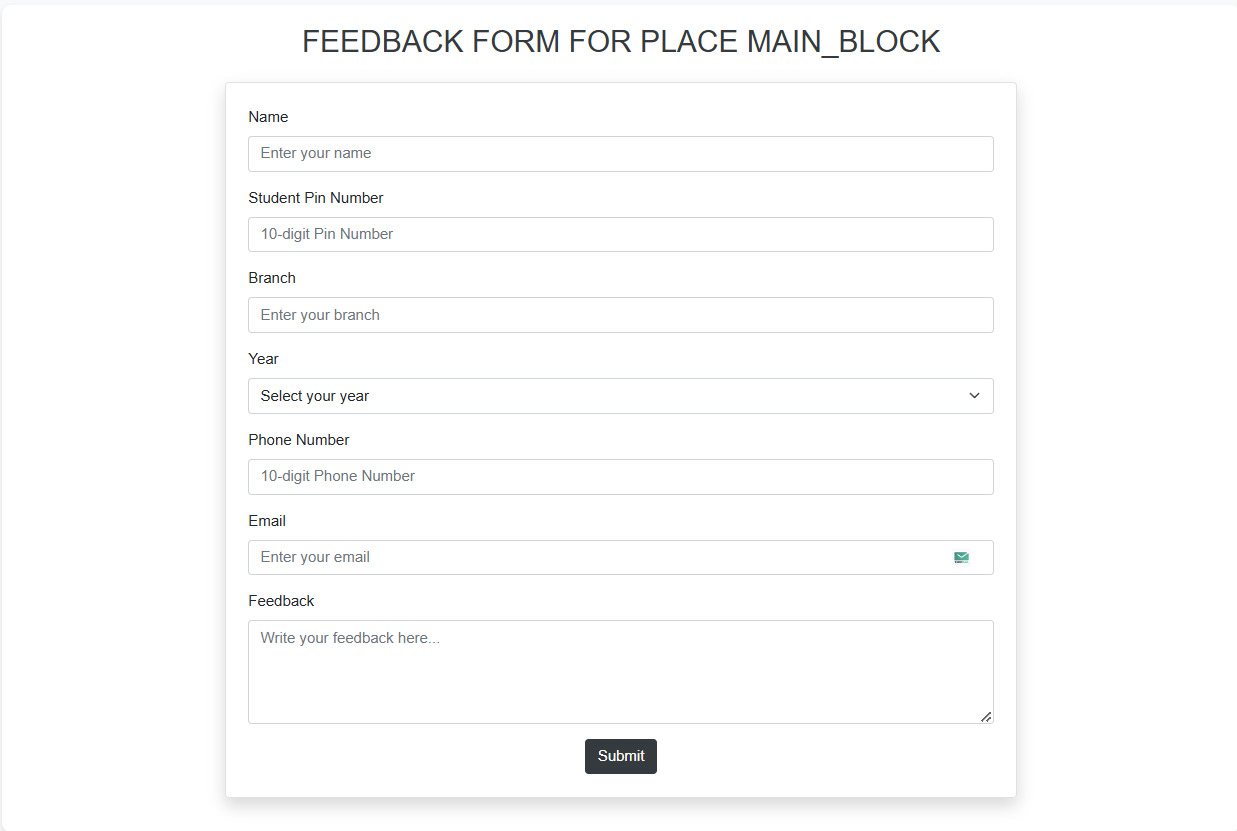 FEEDBACK FORM FOR PLACE MAIN_BLOCK
Name
Enter your name
Student Pin Number
10-digit Pin Number
Branch
Enter your branch
Year
Select your year
Phone Number
10-digit Phone Number
Email
Enter your email
Feedback
Write your feedback here...
Submit